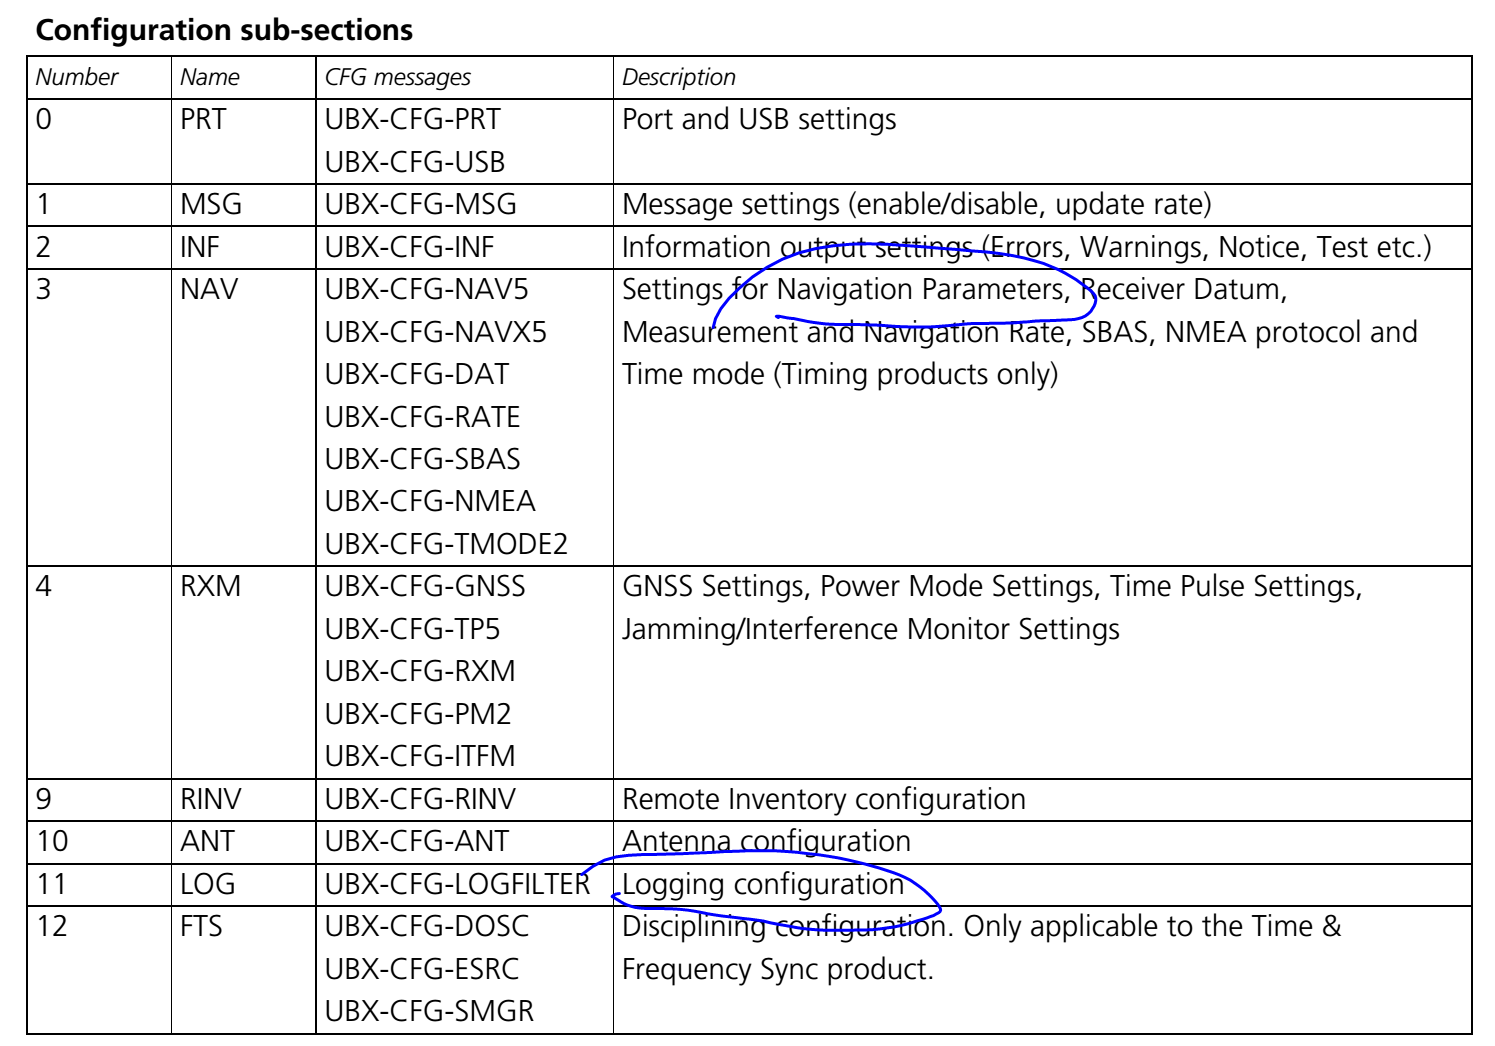 Configuration sub-sections
Number Name CFG messages Description
0 PRT UBX-CFG-PRT Port and USB settings
UBX-CFG-USB
1 MSG UBX-CFG-MSG Message settings (enable/disable, update rate)
2 INF UBX-CFG-INF Information output settings (Errors, Warnings, Notice, Test etc.)
3 NAV UBX-CFG-NAV5 Settings for Navigation Parameters, Receiver Datum,
UBX-CFG-NAVX5 Measurement and Navigation Rate, SBAS, NMEA protocol and
UBX-CFG-DAT Time mode (Timing products only)
UBX-CFG-RATE
UBX-CFG-SBAS
UBX-CFG-NMEA
UBX-CFG-TMODE2
4 RXM UBX-CFG-GNSS GNSS Settings, Power Mode Settings, Time Pulse Settings,
UBX-CFG-TP5 Jamming/Interference Monitor Settings
UBX-CFG-RXM
UBX-CFG-PM2
UBX-CFG-ITFM
9 RINV UBX-CFG-RINV Remote Inventory configuration
10 ANT UBX-CFG-ANT Antenna configuration
11 LOG UBX-CFG-LOGFILTER Logging configuration
12 FTS UBX-CFG-DOSC Disciplining configuration. Only applicable to the Time &
UBX-CFG-ESRC Frequency Sync product.
UBX-CFG-SMGR